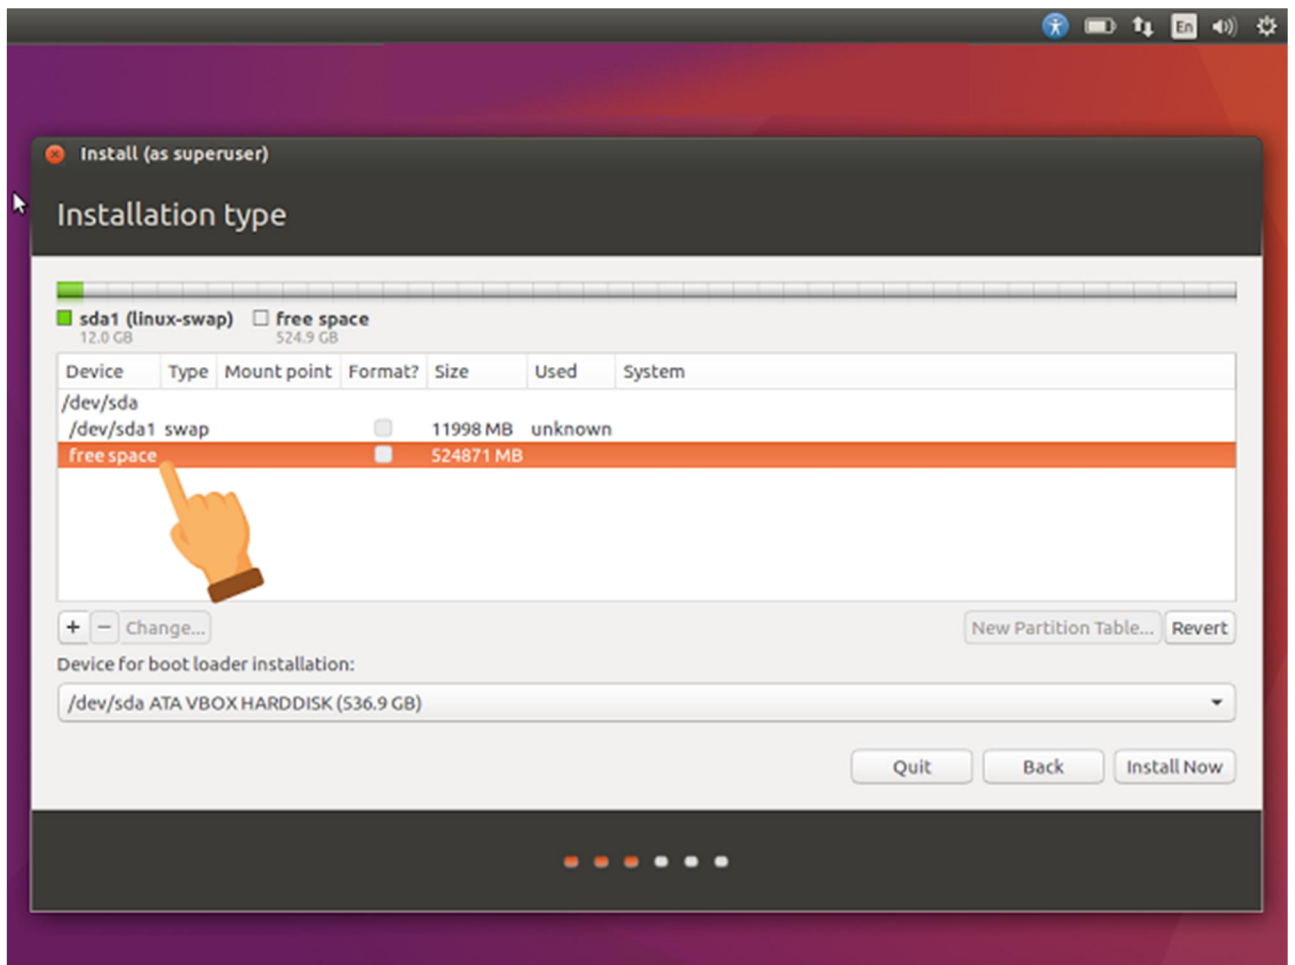 En
Install (as superuser)
Installation type
sda1 (linux-swap) free space
12.0 GB 524.9 GB
Device Type Mount point Format? Size Used System
/dev/sda
/dev/sda1 swap 11998 MB unknown
free space 524871 MB
+ − Change... New Partition Table... Revert
Device for boot loader installation:
/dev/sda ATA VBOX HARDDISK (536.9 GB)
Quit Back Install Now